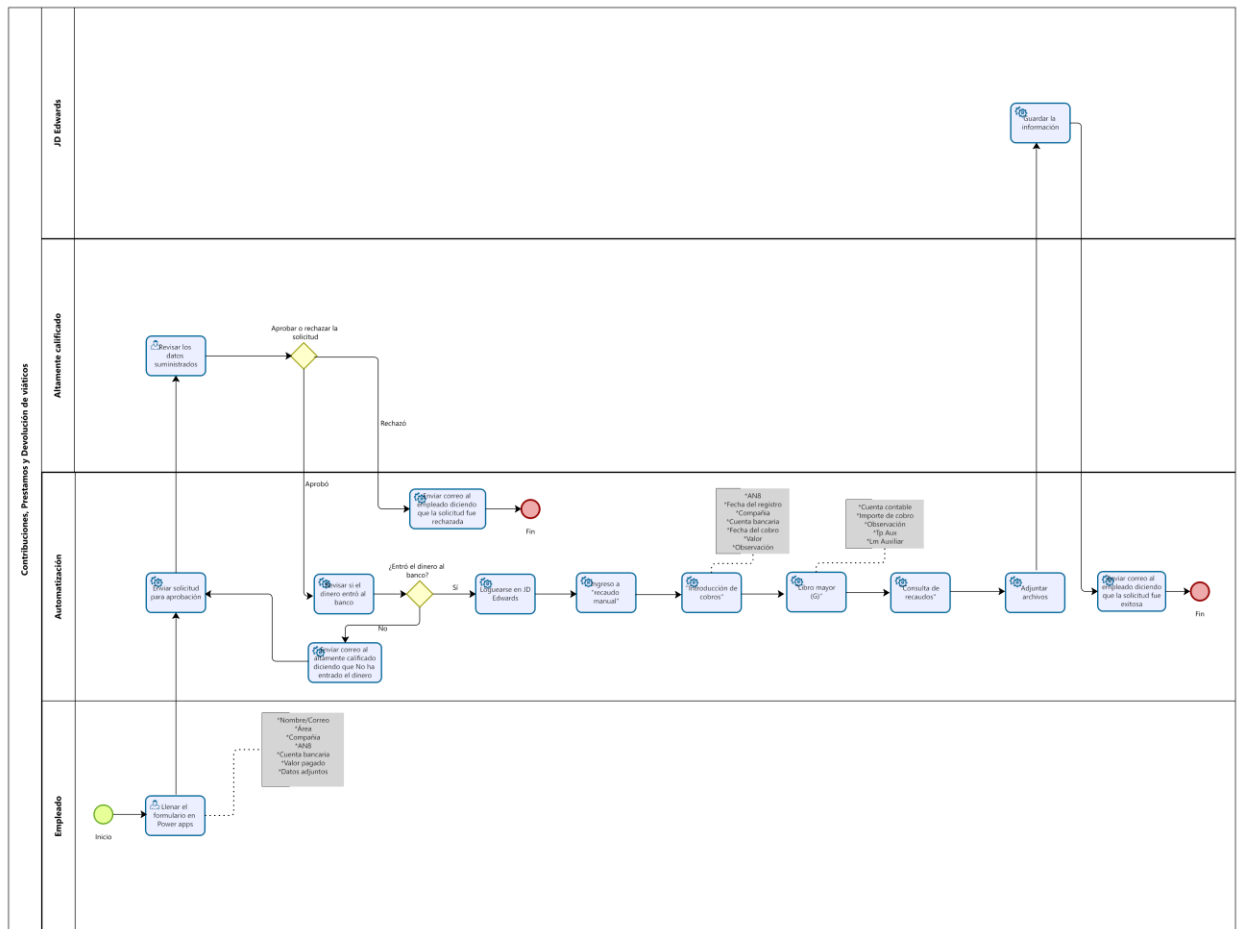 Contribuciones, Prestamos y Devolución de viáticos
JD Edwards
Guardar la
información
Altamente calificado
Revisar los
datos
suministrados
Aprobar o rechazar la
solicitud
Rechazó
Aprobó
Automatización
Enviar solicitud
para aprobación
Enviar correo al
empleado diciendo
que la solicitud fue
rechazada
Fin
Revisar si el
dinero entró al
banco
¿Entró el dinero al
banco?
Sí
No
Enviar correo al
altamente calificado
diciendo que No ha
entrado el dinero
Loguearse en JD
Edwards
Ingreso a
"recaudo
manual"
*AN8
*Fecha del registro
*Compañia
*Cuenta bancaria
*Fecha del cobro
*Valor
*Observación
"Introducción de
cobros"
*Cuenta contable
*Importe de cobro
*Observación
*Tp Aux
*Lm Auxiliar
"Libro mayor
(G)"
"Consulta de
recaudos"
Adjuntar
archivos
Enviar correo al
empleado diciendo
que la solicitud fue
exitosa
Fin
Empleado
Inicio
Llenar el
formulario en
Power apps
*Nombre/Correo
*Área
*Compañia
*AN8
*Cuenta bancaria
*Valor pagado
*Datos adjuntos